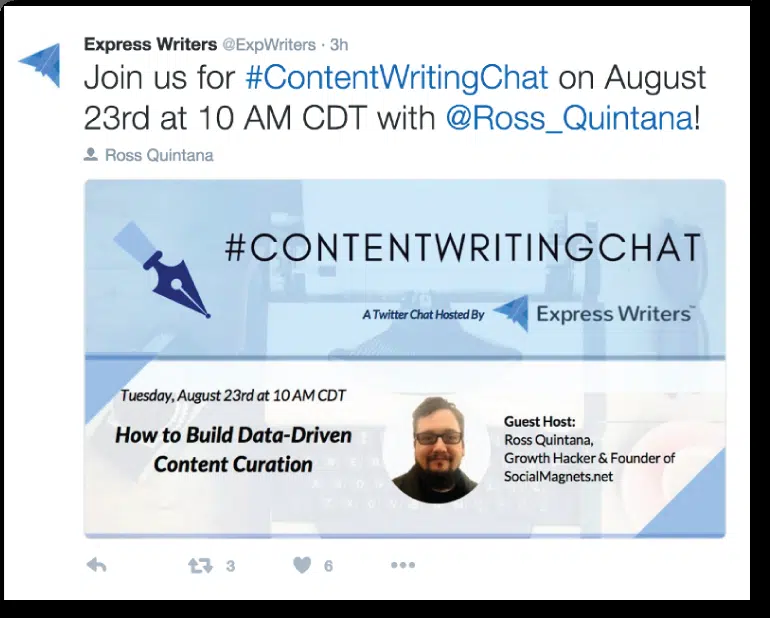 Express Writers @ExpWriters · 3h
Join us for #ContentWritingChat on August
23rd at 10 AM CDT with @Ross_Quintana!
Ross Quintana
#CONTENTWRITINGCHAT
A Twitter Chat Hosted By Express Writers™
Tuesday, August 23rd at 10 AM CDT
How to Build Data-Driven
Content Curation
Guest Host:
Ross Quintana,
Growth Hacker & Founder of
SocialMagnets.net
3
6